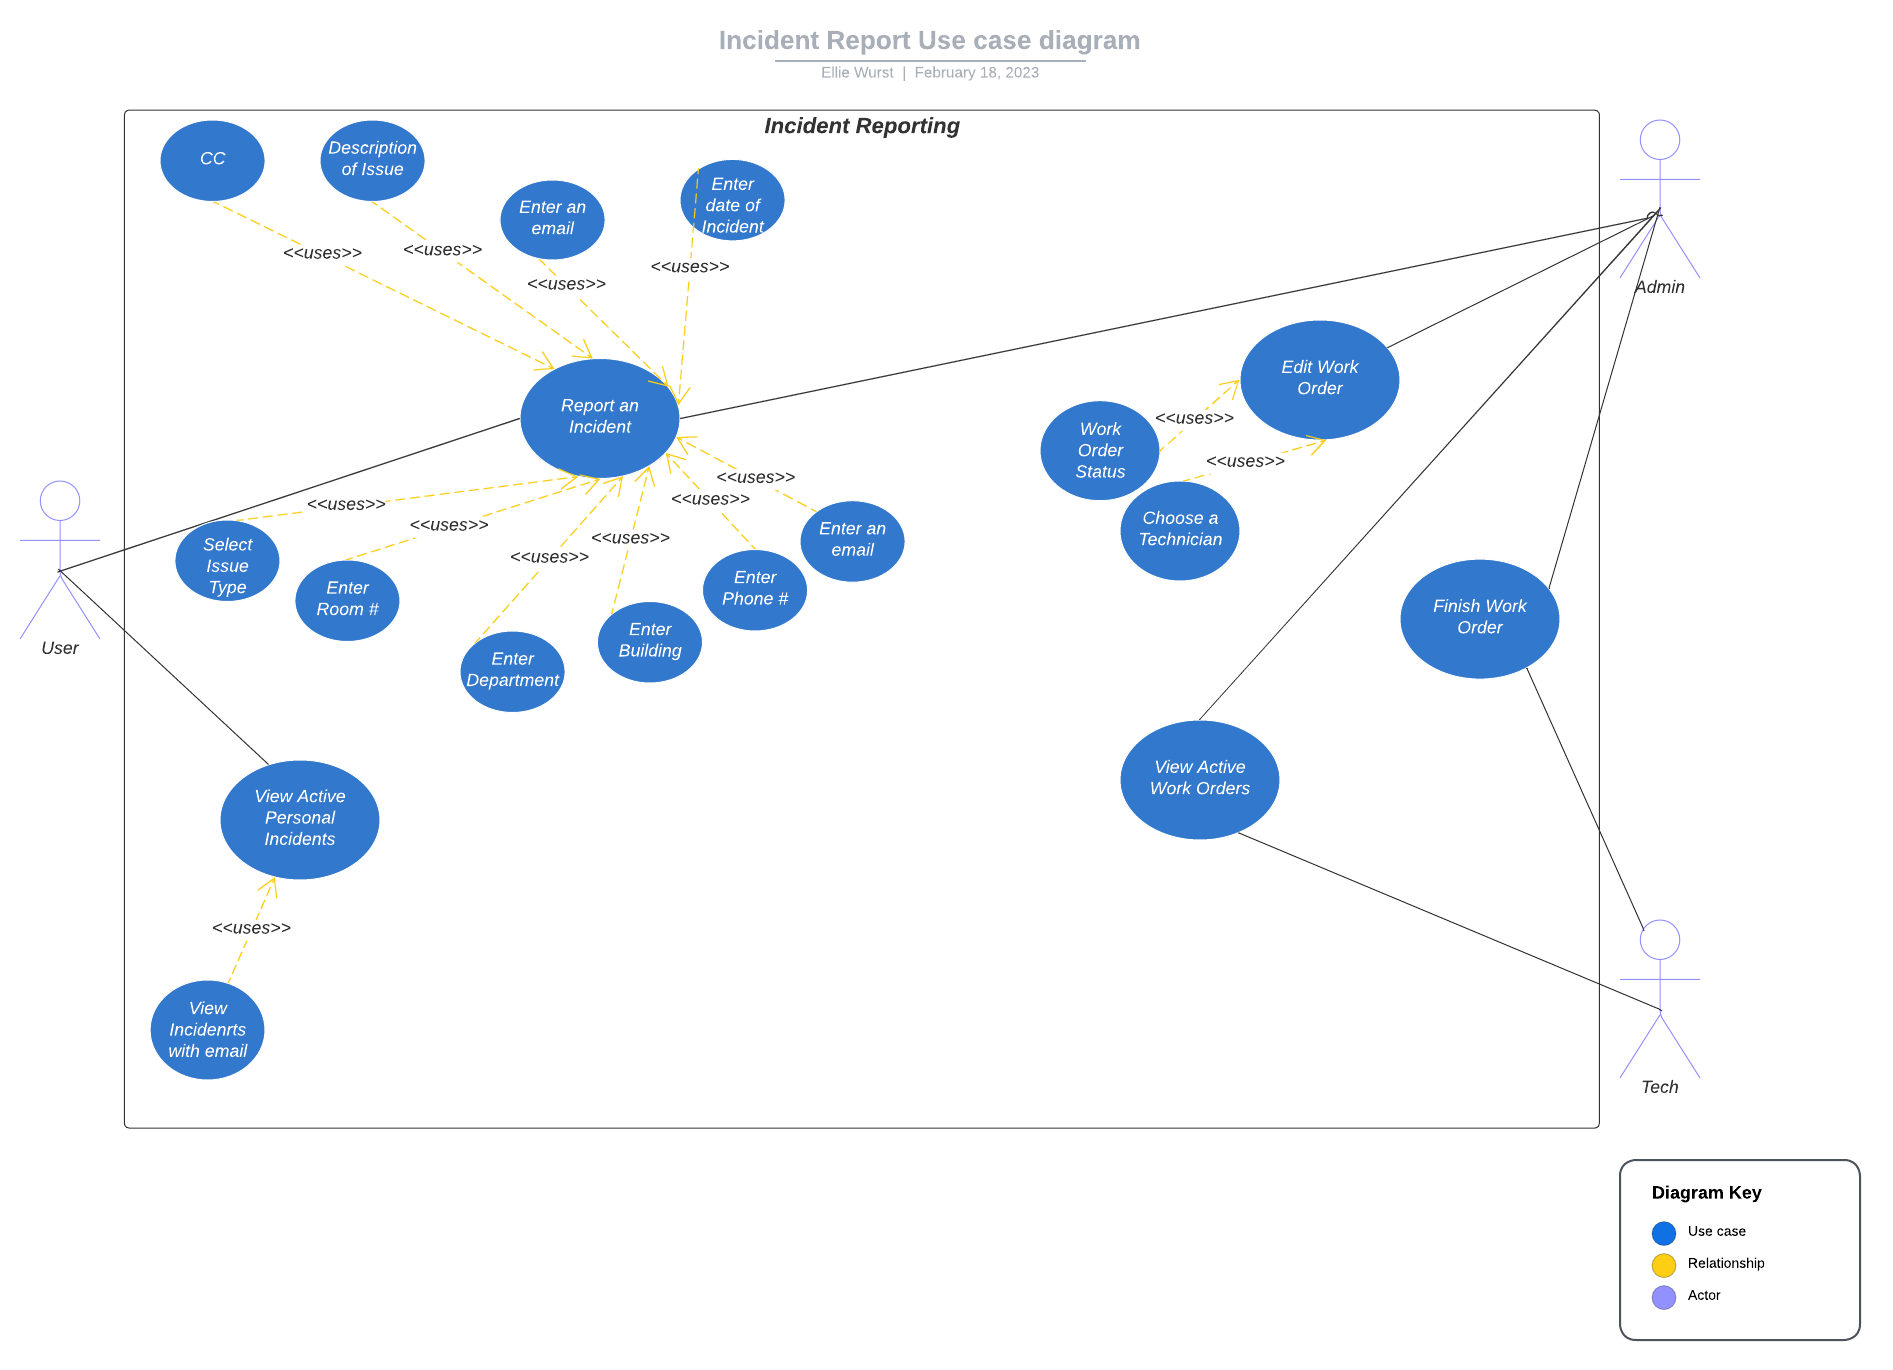 Incident Report Use case diagram
Ellie Wurst | February 18, 2023
Incident Reporting
CC
Description
of Issue
Enter an
email
Enter
date of
Incident
<<uses>>
<<uses>>
<<uses>>
<<uses>>
Admin
Report an
Incident
Edit Work
Order
<<uses>>
Work
Order
Status
<<uses>>
Choose a
Technician
<<uses>>
<<uses>>
<<uses>>
<<uses>>
<<uses>>
<<uses>>
Select
Issue
Type
Enter
Room #
Enter
Department
Enter
Building
Enter
Phone #
Enter an
email
User
Finish Work
Order
View Active
Work Orders
View Active
Personal
Incidents
<<uses>>
View
Incidenrts
with email
Tech
Diagram Key
Use case
Relationship
Actor